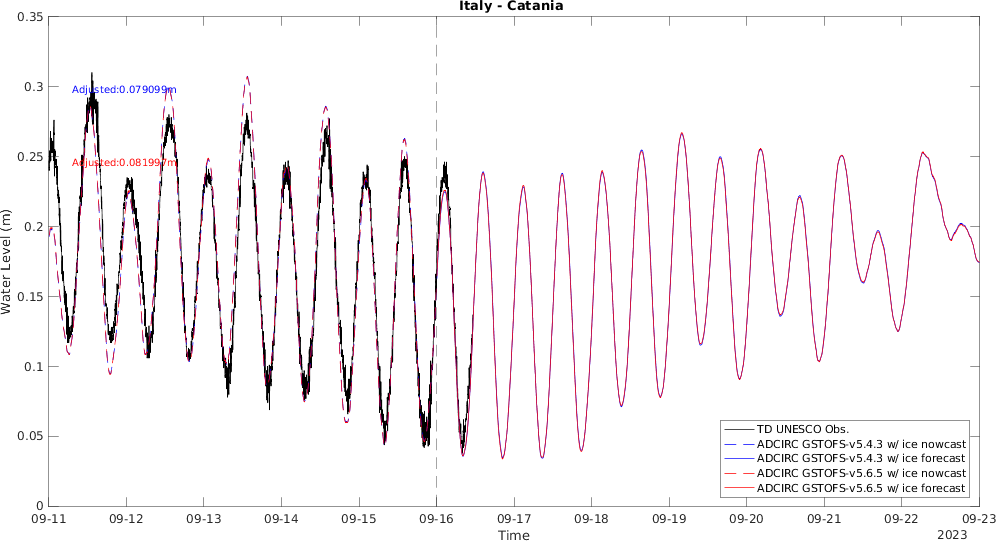 Italy - Catania
Water Level (m)
0.35
0.3
0.25
0.2
0.15
0.1
0.05
0
Adjusted:0.079099m
Adjusted:0.081997m
TD UNESCO Obs.
ADCIRC GSTOFS-v5.4.3 w/ ice nowcast
ADCIRC GSTOFS-v5.4.3 w/ ice forecast
ADCIRC GSTOFS-v5.6.5 w/ ice nowcast
ADCIRC GSTOFS-v5.6.5 w/ ice forecast
09-11 09-12 09-13 09-14 09-15 09-16 09-17 09-18 09-19 09-20 09-21 09-22 09-23
Time
2023